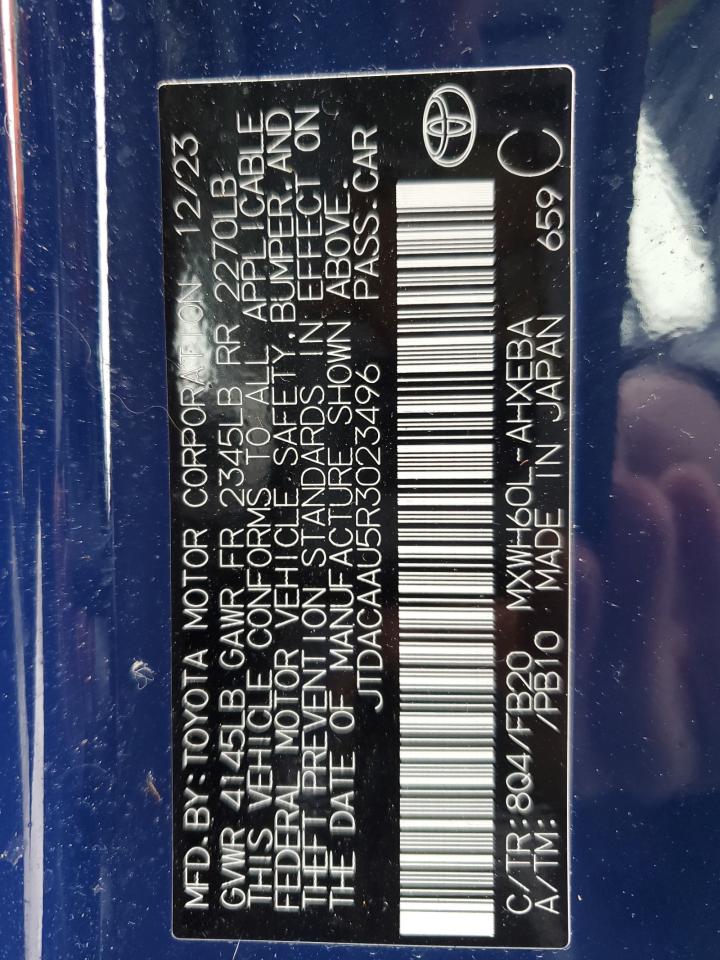 MFD.BY:TOYOTA MOTOR CORPORATION 12/23
GVWR 4145LB GAWR FR 2345LB RR 2270LB
THIS VEHICLE CONFORMS TO ALL APPLICABLE
FEDERAL MOTOR VEHICLE SAFETY,BUMPER,AND
THEFT PREVENTION STANDARDS IN EFFECT ON
THE DATE OF MANUFACTURE SHOWN ABOVE.
JTDACAAU5R3023496 PASS.CAR
C/TR:8Q4/FB20 MXWH60L-AHXEBA 659 C
A/TM: /PB10 MADE IN JAPAN